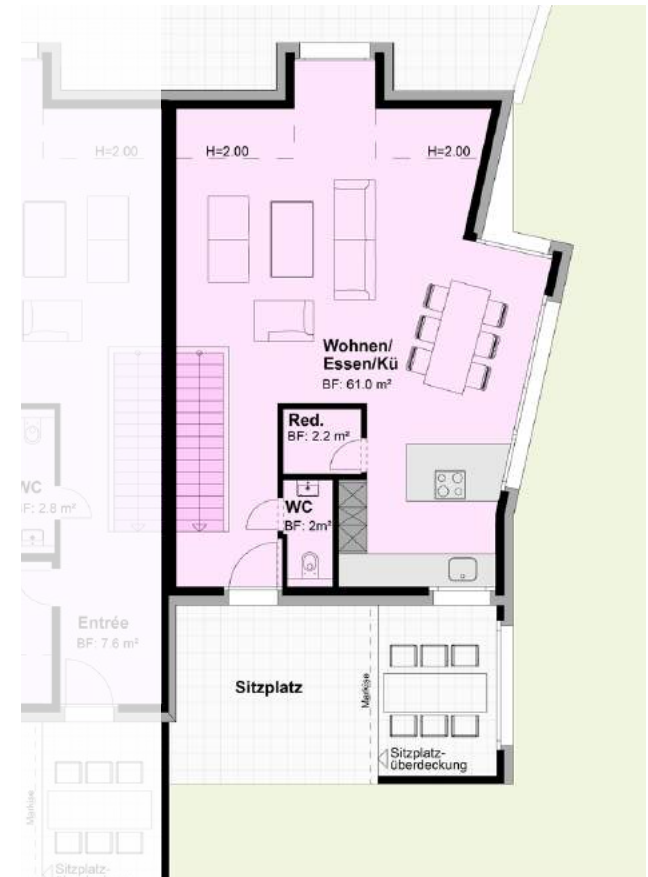 H=2.00
H=2.00
H=2.00
Wohnen/
Essen/Kü
BF: 61.0 m²
Red.
BF: 2.2 m²
WC
BF: 2m²
WC
BF: 2.8 m²
Entrée
BF: 7.6 m²
Sitzplatz
Markise
Sitzplatz-
überdeckung
Markise
Sitzplatz-